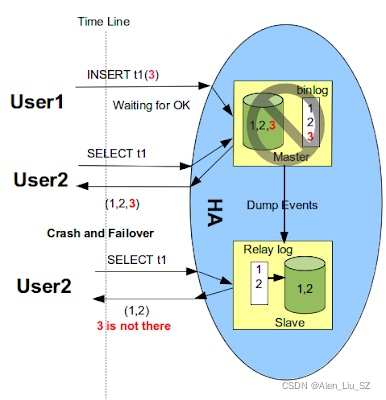 Time Line
INSERT t1(3)
User1
Waiting for OK
binlog
1
2
3
1,2,3
Master
SELECT t1
User2
(1,2,3)
HA
Dump Events
Crash and Failover
SELECT t1
User2
Relay log
1
2
1,2
(1,2)
3 is not there
Slave
CSDN @Alen_Liu_SZ